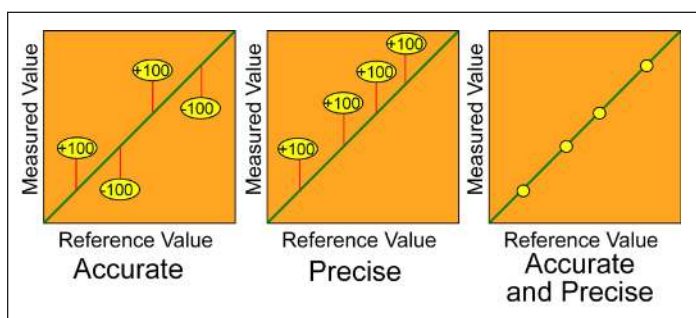 Measured Value
+100
+100
-100
-100
Reference Value
Accurate
Measured Value
+100
+100
+100
+100
Reference Value
Precise
Measured Value
Reference Value
Accurate
and Precise